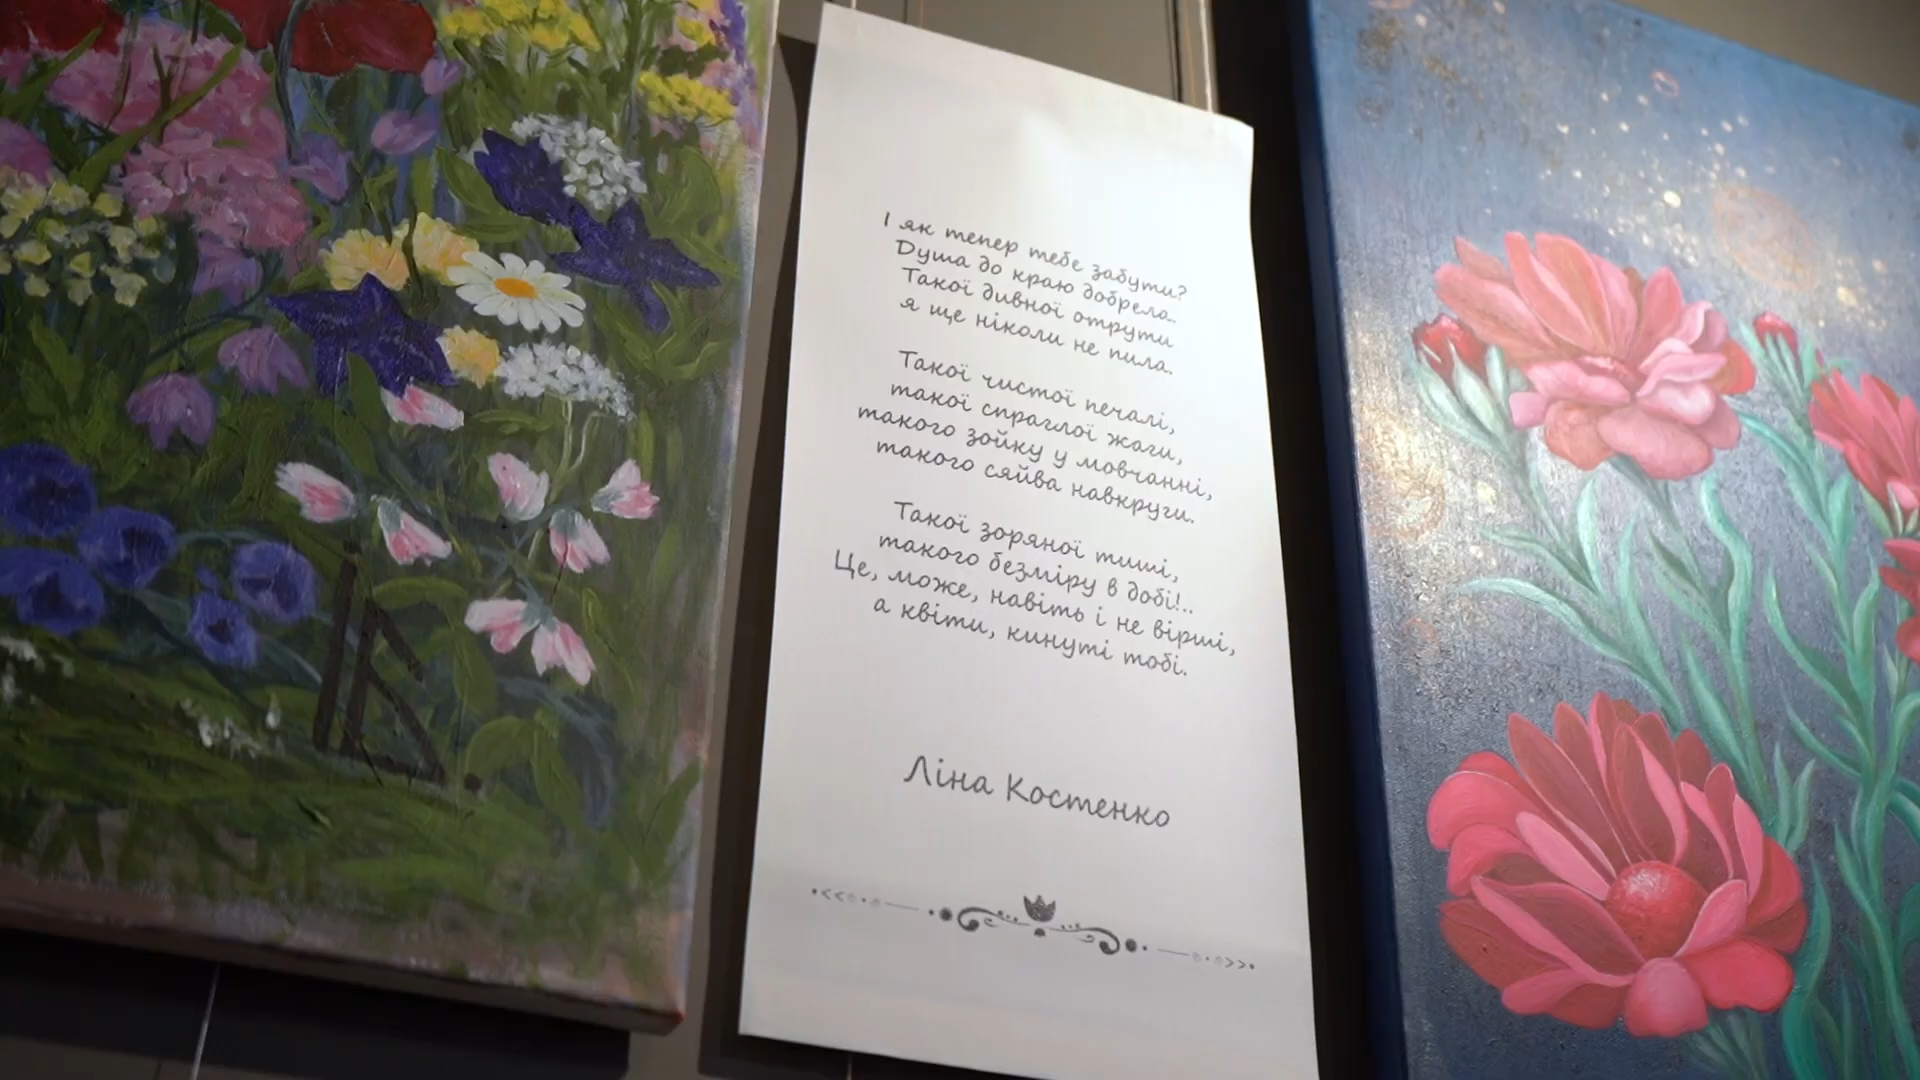 І як тепер тебе забути?
Душа до краю добрела.
Такої дивної отрути
я ще ніколи не пила.
Такої чистої печалі,
такої спраглої жаги,
такого зойку у мовчанні,
такого сяйва навкруги.
Такої зоряної тиші,
такого безміру в добі!..
Це, може, навіть і не вірші,
а квіти, кинуті тобі.
Ліна Костенко